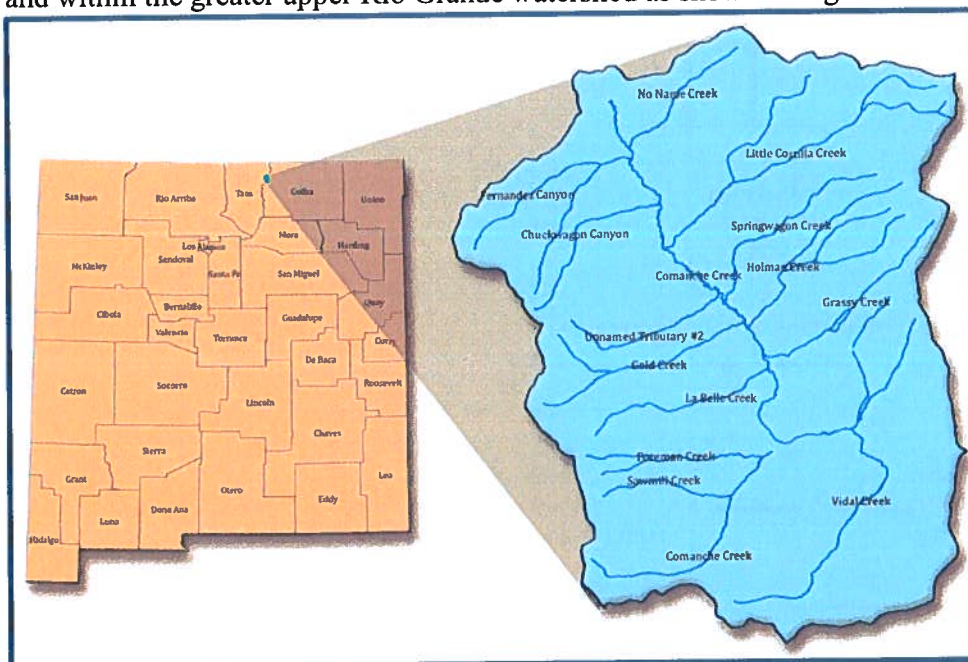 and within the greater upper Rio Grande watershed as
No Name Creek
Little Costilla Creek
San Juan
Rio Arriba
Taos
Colfax
Union
Fernandez Canyon
Chuckwagon Canyon
Springwagon Creek
Mora
Los Alamos
Harding
McKinley
Sandoval
Santa Fe
San Miguel
Comanche Creek
Holman Creek
Grassy Creek
Quay
Cibola
Bernalillo
Guadalupe
Valencia
Torrance
Curry
Unnamed Tributary #2
Gold Creek
De Baca
Roosevelt
Catron
Socorro
Lincoln
La Belle Creek
Chaves
Sierra
Foreman Creek
Sawmill Creek
Grant
Otero
Lea
Eddy
Vidal Creek
Luna
Dona Ana
Hidalgo
Comanche Creek